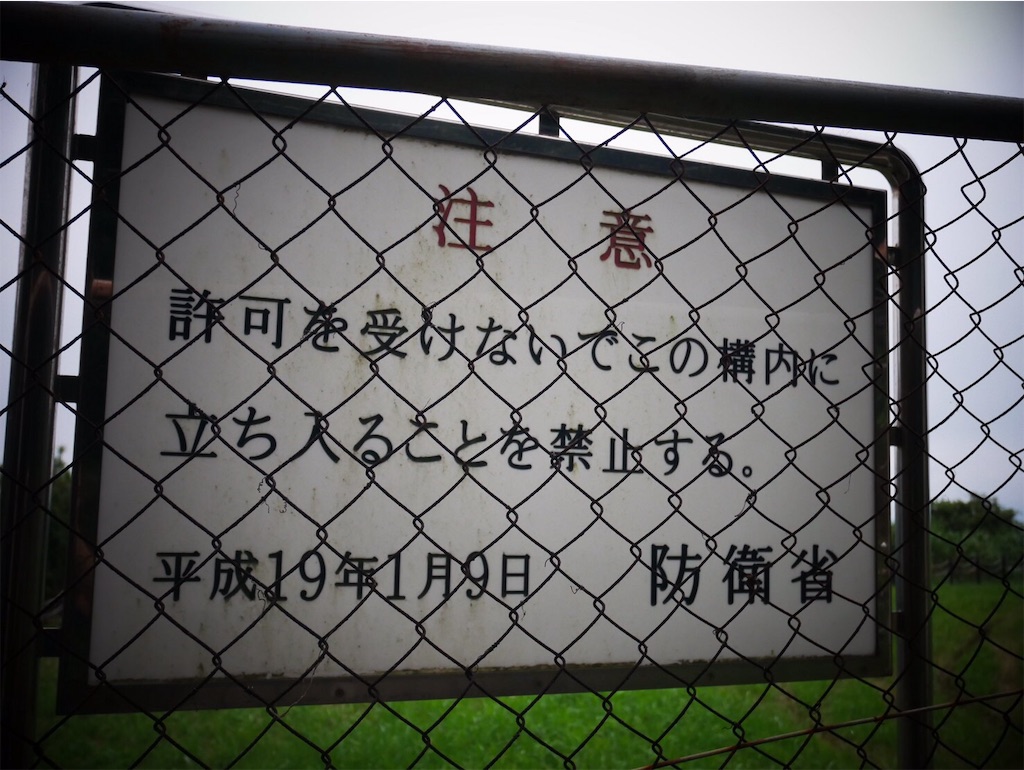 注意
許可を受けないでこの構内に
立ち入ることを禁止する。
平成19年1月9日 防衛省